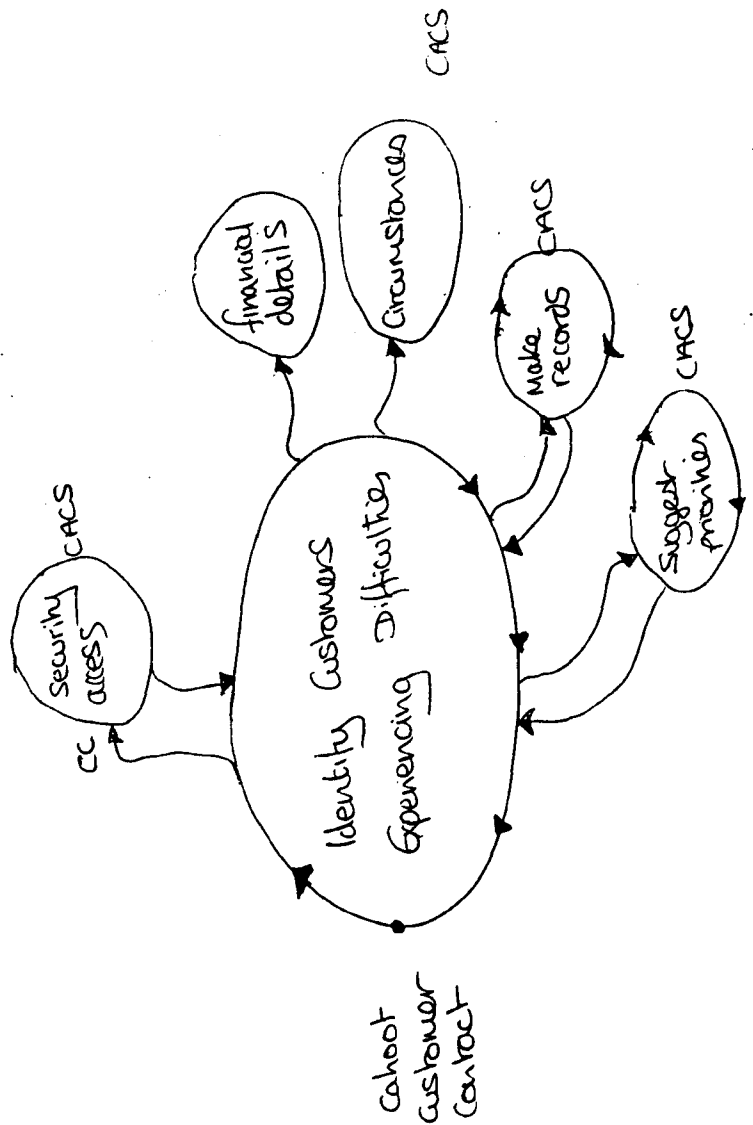 Cahoot
Customer
Contact
Identify Customers
Experiencing Difficulties
CC
security
access
CACS
financial
details
Circumstances
CACS
Make
records
CACS
Suggest
priorities
CACS